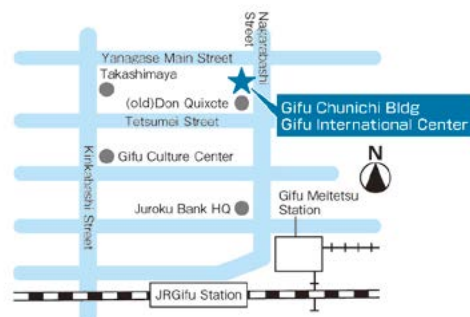 Nagarabashi
Street
Yanagase Main Street
Takashimaya
(old)Don Quixote
Gifu Chunichi Bldg
Gifu International Center
Tetsumei Street
Kinkabashi Street
Gifu Culture Center
N
Juroku Bank HQ
Gifu Meitetsu
Station
JRGifu Station